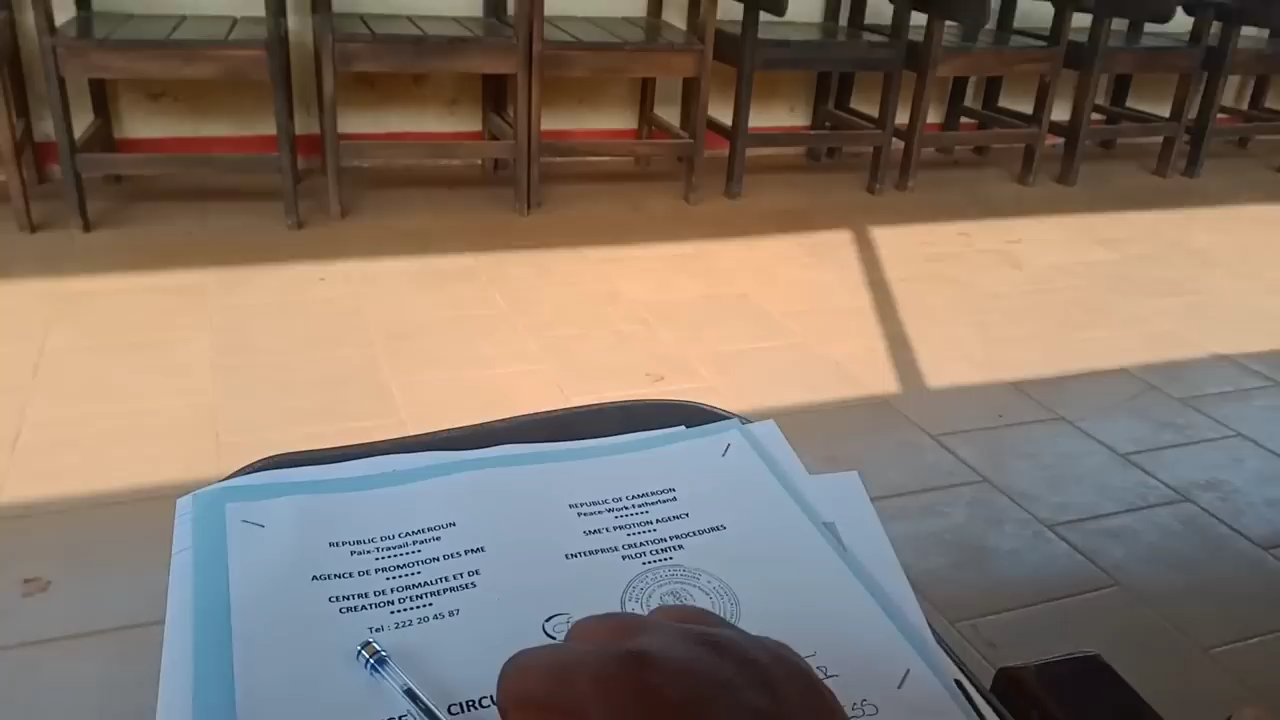 REPUBLIC DU CAMEROUN
Paix-Travail-Patrie
********
AGENCE DE PROMOTION DES PME
******
CENTRE DE FORMALITE ET DE
CREATION D'ENTREPRISES
*******
Tel : 222 20 45 87
REPUBLIC OF CAMEROON
Peace-Work-Fatherland
*******
SME'E PROTION AGENCY
******
ENTERPRISE CREATION PROCEDURES
PILOT CENTER
******